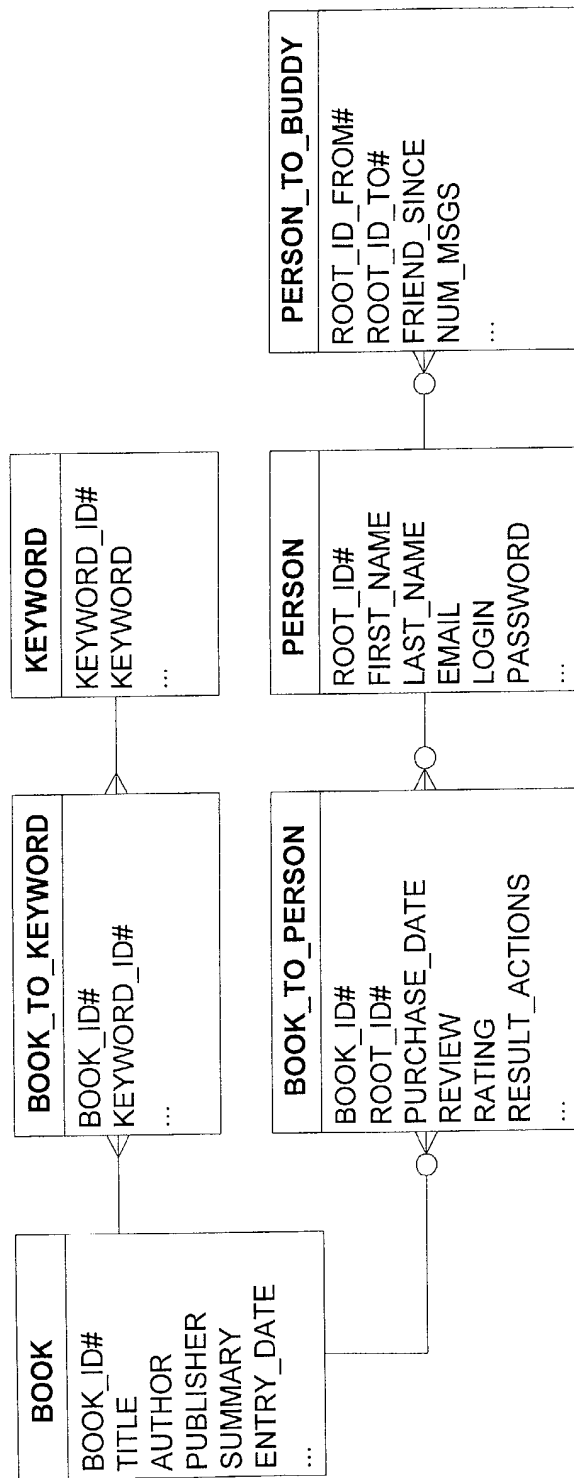 BOOK
BOOK_ID#
TITLE
AUTHOR
PUBLISHER
SUMMARY
ENTRY_DATE
...
BOOK_TO_KEYWORD
BOOK_ID#
KEYWORD_ID#
...
KEYWORD
KEYWORD_ID#
KEYWORD
...
BOOK_TO_PERSON
BOOK_ID#
ROOT_ID#
PURCHASE_DATE
REVIEW
RATING
RESULT_ACTIONS
...
PERSON
ROOT_ID#
FIRST_NAME
LAST_NAME
EMAIL
LOGIN
PASSWORD
...
PERSON_TO_BUDDY
ROOT_ID_FROM#
ROOT_ID_TO#
FRIEND_SINCE
NUM_MSGS
...